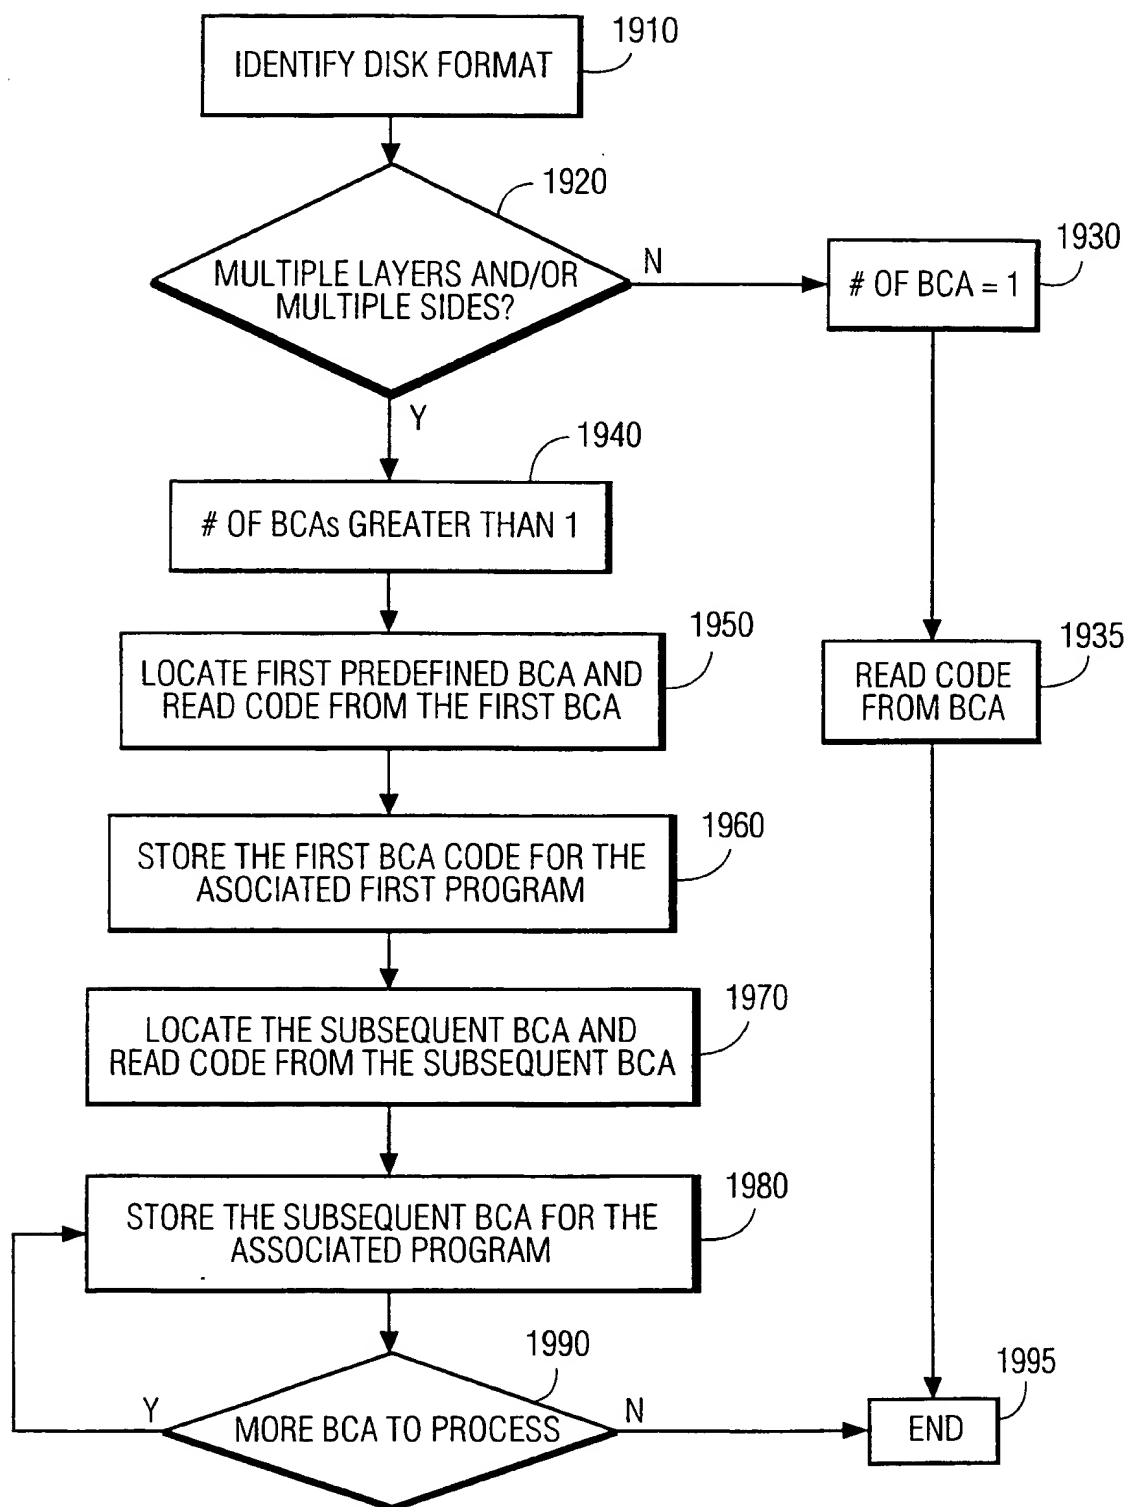 IDENTIFY DISK FORMAT
1910
1920
MULTIPLE LAYERS AND/OR
MULTIPLE SIDES?
N
Y
1930
# OF BCA = 1
1940
# OF BCAs GREATER THAN 1
1950
LOCATE FIRST PREDEFINED BCA AND
READ CODE FROM THE FIRST BCA
1935
READ CODE
FROM BCA
1960
STORE THE FIRST BCA CODE FOR THE
ASOCIATED FIRST PROGRAM
1970
LOCATE THE SUBSEQUENT BCA AND
READ CODE FROM THE SUBSEQUENT BCA
1980
STORE THE SUBSEQUENT BCA FOR THE
ASSOCIATED PROGRAM
1990
Y
MORE BCA TO PROCESS
N
1995
END